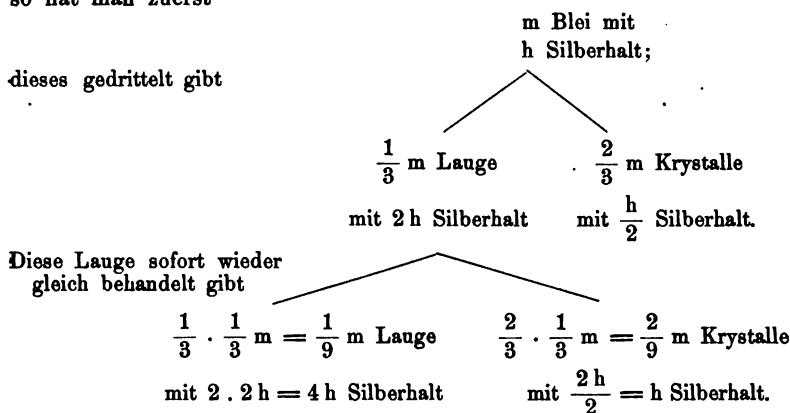 so hat man zuerst
m Blei mit
h Silberhalt;
dieses gedrittelt gibt
1/3 m Lauge 2/3 m Krystalle
mit 2 h Silberhalt mit h/2 Silberhalt.
Diese Lauge sofort wieder
gleich behandelt gibt
1/3 . 1/3 m = 1/9 m Lauge 2/3 . 1/3 m = 2/9 m Krystalle
mit 2 . 2 h = 4 h Silberhalt mit 2 h/2 = h Silberhalt.